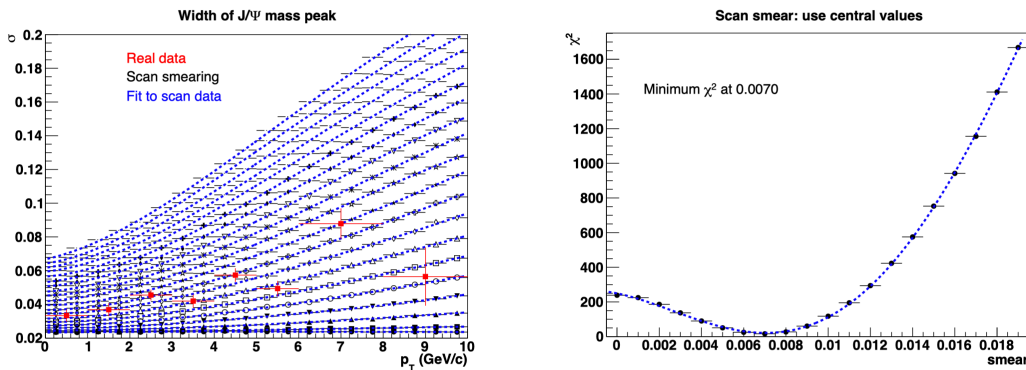 Width of J/Ψ mass peak
σ
0.2
0.18
0.16
0.14
0.12
0.1
0.08
0.06
0.04
0.02
Real data
Scan smearing
Fit to scan data
0 1 2 3 4 5 6 7 8 9 10
p_T (GeV/c)
Scan smear: use central values
χ²
1600
1400
1200
1000
800
600
400
200
0
Minimum χ² at 0.0070
0 0.002 0.004 0.006 0.008 0.01 0.012 0.014 0.016 0.018
smear